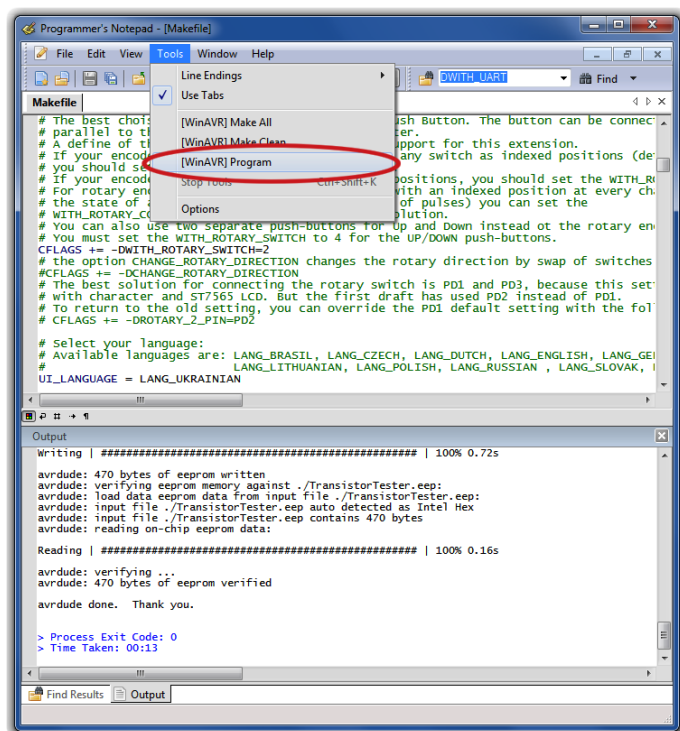 Programmer's Notepad - [Makefile]
File Edit View Tools Window Help
DWITH_UART Find
Makefile
Line Endings
Use Tabs
[WinAVR] Make All
[WinAVR] Make Clean
[WinAVR] Program
Stop Tools Ctrl+Shift+K
Options
# The best chois ush Button. The button can be connec
# parallel to th er.
# A define of th upport for this extension.
# If your encode any switch as indexed positions (de
# you should se
# If your encode positions, you should set the WITH_R
# For rotary en with an indexed position at every ch
# the state of a of pulses) you can set the
# WITH_ROTARY_CO olution.
# You can also use two separate push-buttons for Up and Down instead ot the rotary en
# You must set the WITH_ROTARY_SWITCH to 4 for the UP/DOWN push-buttons.
CFLAGS += -DWITH_ROTARY_SWITCH=2
# the option CHANGE_ROTARY_DIRECTION changes the rotary direction by swap of switches
#CFLAGS += -DCHANGE_ROTARY_DIRECTION
# The best solution for connecting the rotary switch is PD1 and PD3, because this set
# with character and ST7565 LCD. But the first draft has used PD2 instead of PD1.
# To return to the old setting, you can override the PD1 default setting with the fol
# CFLAGS += -DROTARY_2_PIN=PD2
# Select your language:
# Available languages are: LANG_BRASIL, LANG_CZECH, LANG_DUTCH, LANG_ENGLISH, LANG_GE
# LANG_LITHUANIAN, LANG_POLISH, LANG_RUSSIAN , LANG_SLOVAK,
UI_LANGUAGE = LANG_UKRAINIAN
Output
Writing | ################################################## | 100% 0.72s
avrdude: 470 bytes of eeprom written
avrdude: verifying eeprom memory against ./TransistorTester.eep:
avrdude: load data eeprom data from input file ./TransistorTester.eep:
avrdude: input file ./TransistorTester.eep auto detected as Intel Hex
avrdude: input file ./TransistorTester.eep contains 470 bytes
avrdude: reading on-chip eeprom data:
Reading | ################################################## | 100% 0.16s
avrdude: verifying ...
avrdude: 470 bytes of eeprom verified
avrdude done. Thank you.
> Process Exit Code: 0
> Time Taken: 00:13
Find Results Output